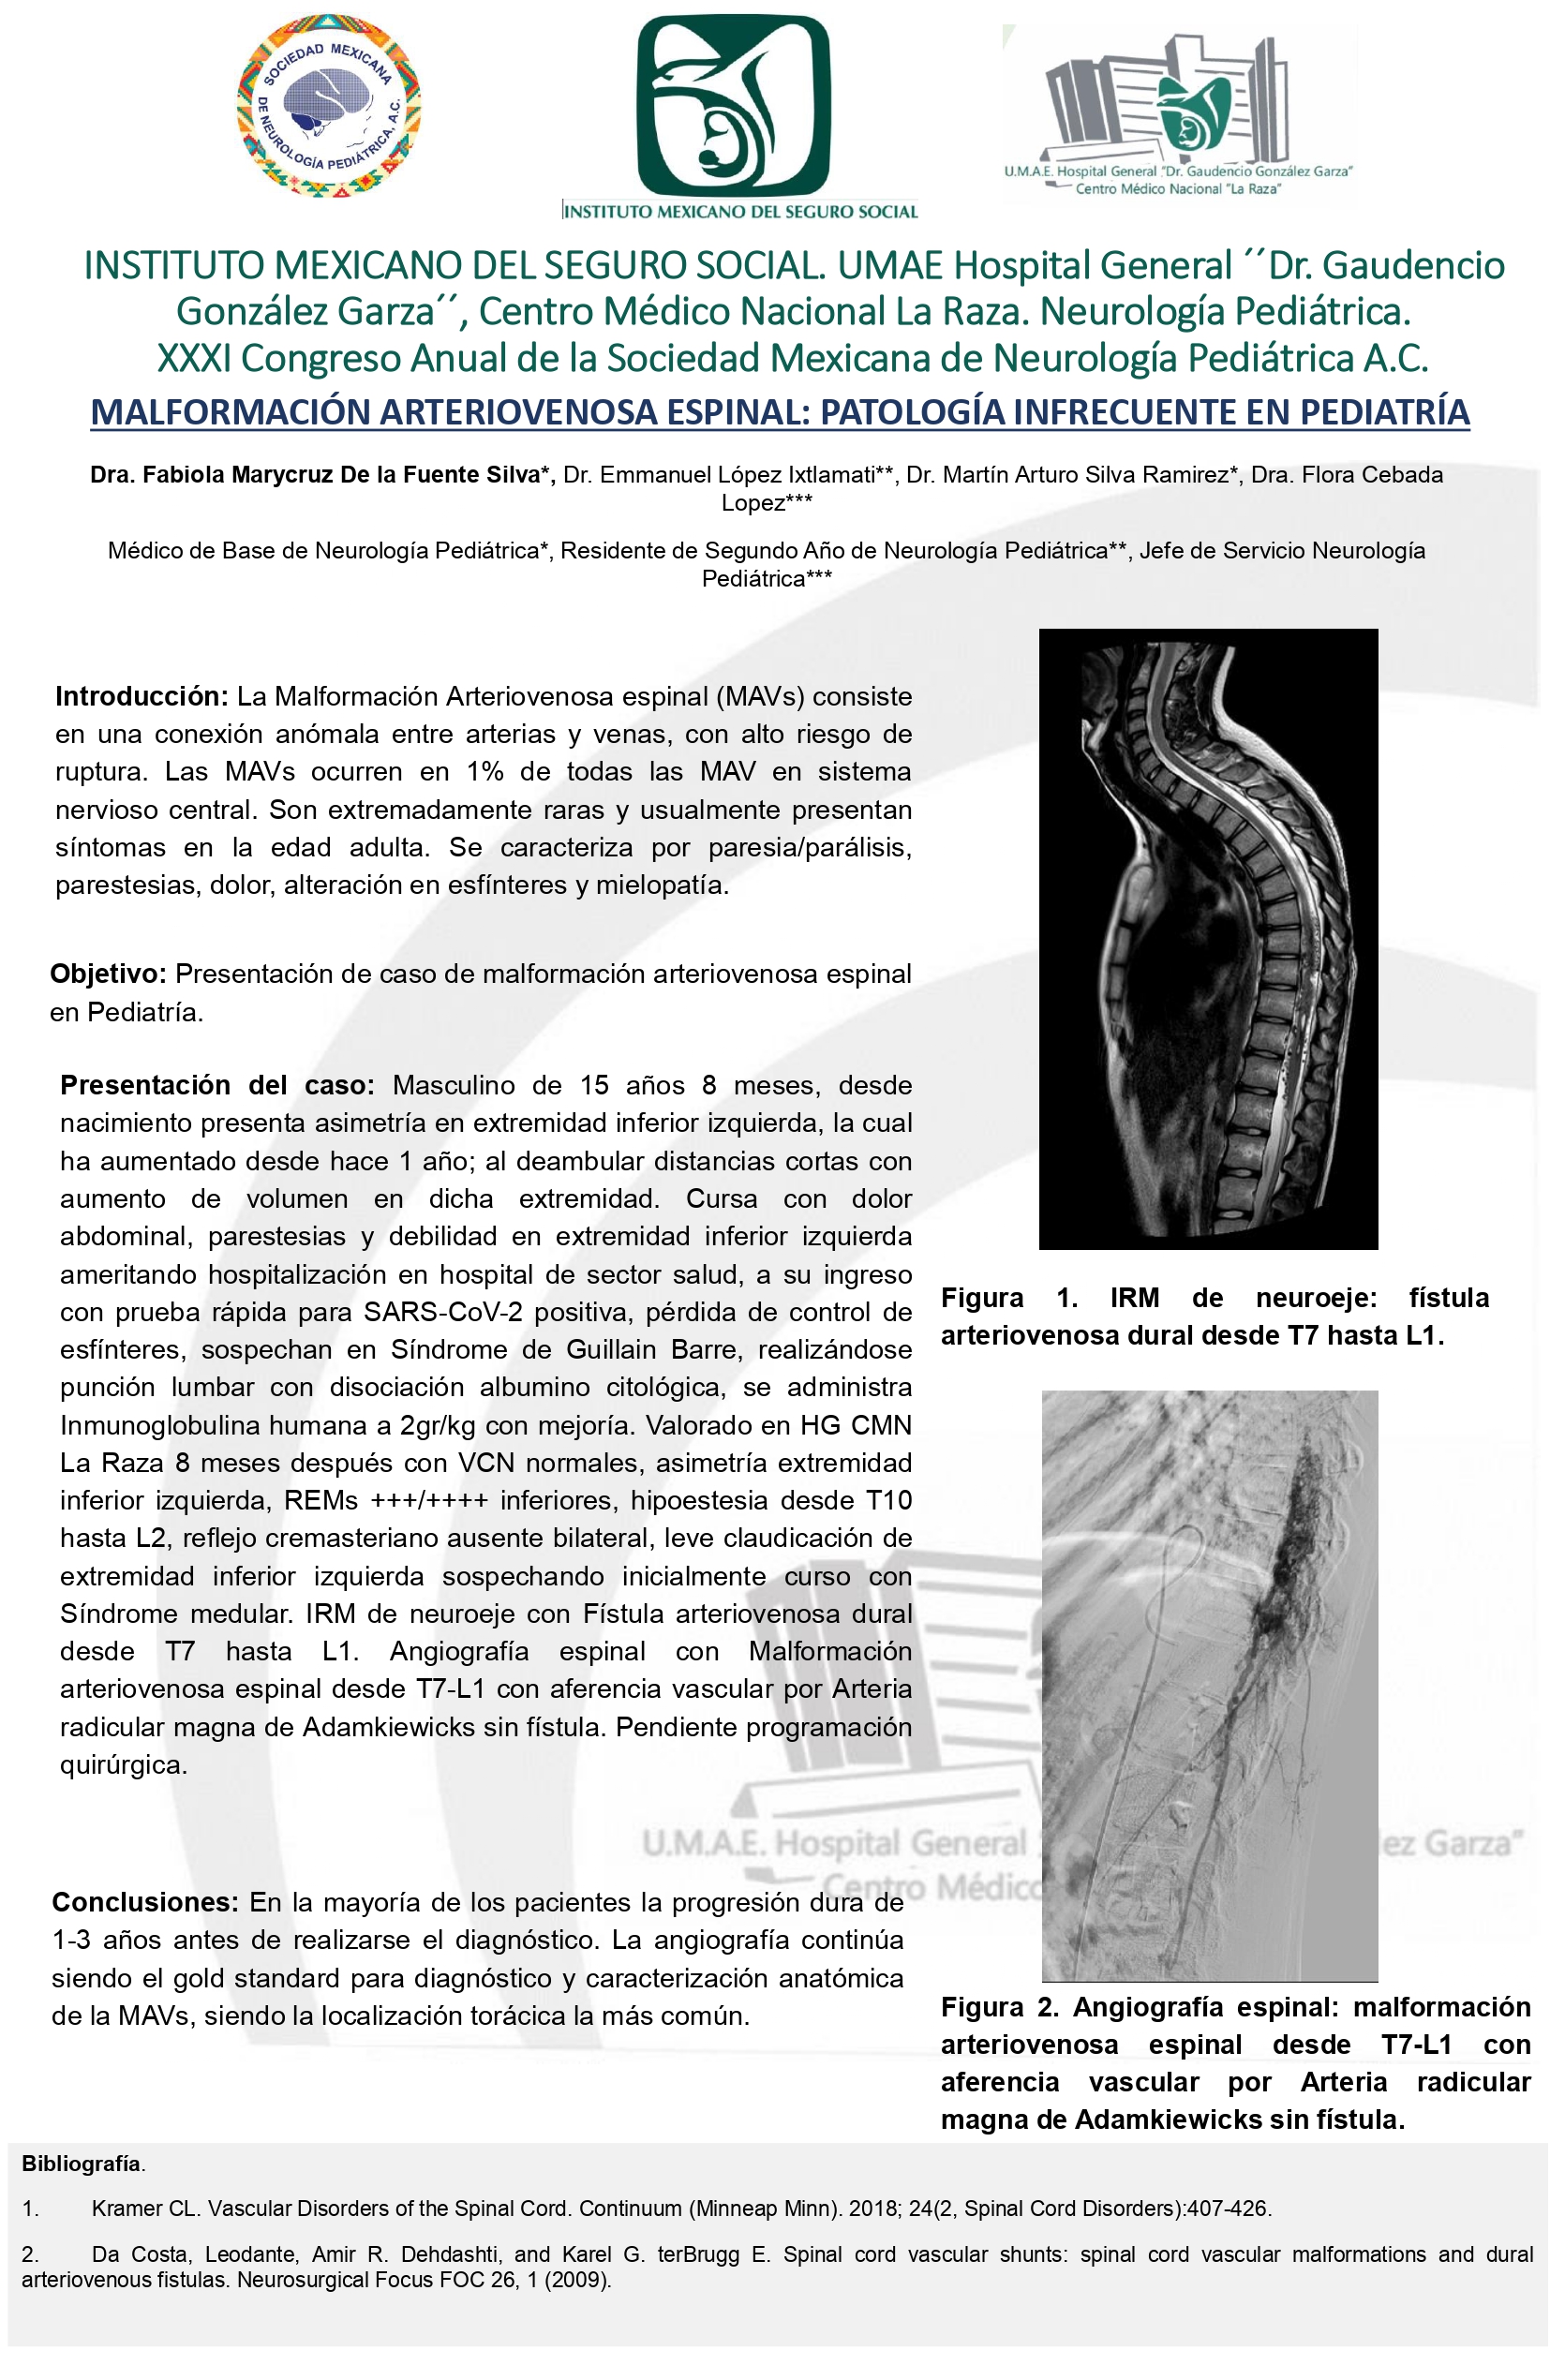 SOCIEDAD MEXICANA
DE NEUROLOGÍA PEDIÁTRICA, A.C.
INSTITUTO MEXICANO DEL SEGURO SOCIAL
U.M.A.E. Hospital General "Dr. Gaudencio González Garza"
Centro Médico Nacional "La Raza"
INSTITUTO MEXICANO DEL SEGURO SOCIAL. UMAE Hospital General ´´Dr. Gaudencio
González Garza´´, Centro Médico Nacional La Raza. Neurología Pediátrica.
XXXI Congreso Anual de la Sociedad Mexicana de Neurología Pediátrica A.C.
MALFORMACIÓN ARTERIOVENOSA ESPINAL: PATOLOGÍA INFRECUENTE EN PEDIATRÍA
Dra. Fabiola Marycruz De la Fuente Silva*, Dr. Emmanuel López Ixtlamati**, Dr. Martín Arturo Silva Ramirez*, Dra. Flora Cebada
Lopez***
Médico de Base de Neurología Pediátrica*, Residente de Segundo Año de Neurología Pediátrica**, Jefe de Servicio Neurología
Pediátrica***
Introducción: La Malformación Arteriovenosa espinal (MAVs) consiste
en una conexión anómala entre arterias y venas, con alto riesgo de
ruptura. Las MAVs ocurren en 1% de todas las MAV en sistema
nervioso central. Son extremadamente raras y usualmente presentan
síntomas en la edad adulta. Se caracteriza por paresia/parálisis,
parestesias, dolor, alteración en esfínteres y mielopatía.
Objetivo: Presentación de caso de malformación arteriovenosa espinal
en Pediatría.
Presentación del caso: Masculino de 15 años 8 meses, desde
nacimiento presenta asimetría en extremidad inferior izquierda, la cual
ha aumentado desde hace 1 año; al deambular distancias cortas con
aumento de volumen en dicha extremidad. Cursa con dolor
abdominal, parestesias y debilidad en extremidad inferior izquierda
ameritando hospitalización en hospital de sector salud, a su ingreso
con prueba rápida para SARS-CoV-2 positiva, pérdida de control de
esfínteres, sospechan en Síndrome de Guillain Barre, realizándose
punción lumbar con disociación albumino citológica, se administra
Inmunoglobulina humana a 2gr/kg con mejoría. Valorado en HG CMN
La Raza 8 meses después con VCN normales, asimetría extremidad
inferior izquierda, REMs +++/++++ inferiores, hipoestesia desde T10
hasta L2, reflejo cremasteriano ausente bilateral, leve claudicación de
extremidad inferior izquierda sospechando inicialmente curso con
Síndrome medular. IRM de neuroeje con Fístula arteriovenosa dural
desde T7 hasta L1. Angiografía espinal con Malformación
arteriovenosa espinal desde T7-L1 con aferencia vascular por Arteria
radicular magna de Adamkiewicks sin fístula. Pendiente programación
quirúrgica.
U.M.A.E. Hospital General
ez Garza"
Centro Médico
Conclusiones: En la mayoría de los pacientes la progresión dura de
1-3 años antes de realizarse el diagnóstico. La angiografía continúa
siendo el gold standard para diagnóstico y caracterización anatómica
de la MAVs, siendo la localización torácica la más común.
Figura 1. IRM de neuroeje: fístula
arteriovenosa dural desde T7 hasta L1.
Figura 2. Angiografía espinal: malformación
arteriovenosa espinal desde T7-L1 con
aferencia vascular por Arteria radicular
magna de Adamkiewicks sin fístula.
Bibliografía.
1. Kramer CL. Vascular Disorders of the Spinal Cord. Continuum (Minneap Minn). 2018; 24(2, Spinal Cord Disorders):407-426.
2. Da Costa, Leodante, Amir R. Dehdashti, and Karel G. terBrugg E. Spinal cord vascular shunts: spinal cord vascular malformations and dural
arteriovenous fistulas. Neurosurgical Focus FOC 26, 1 (2009).